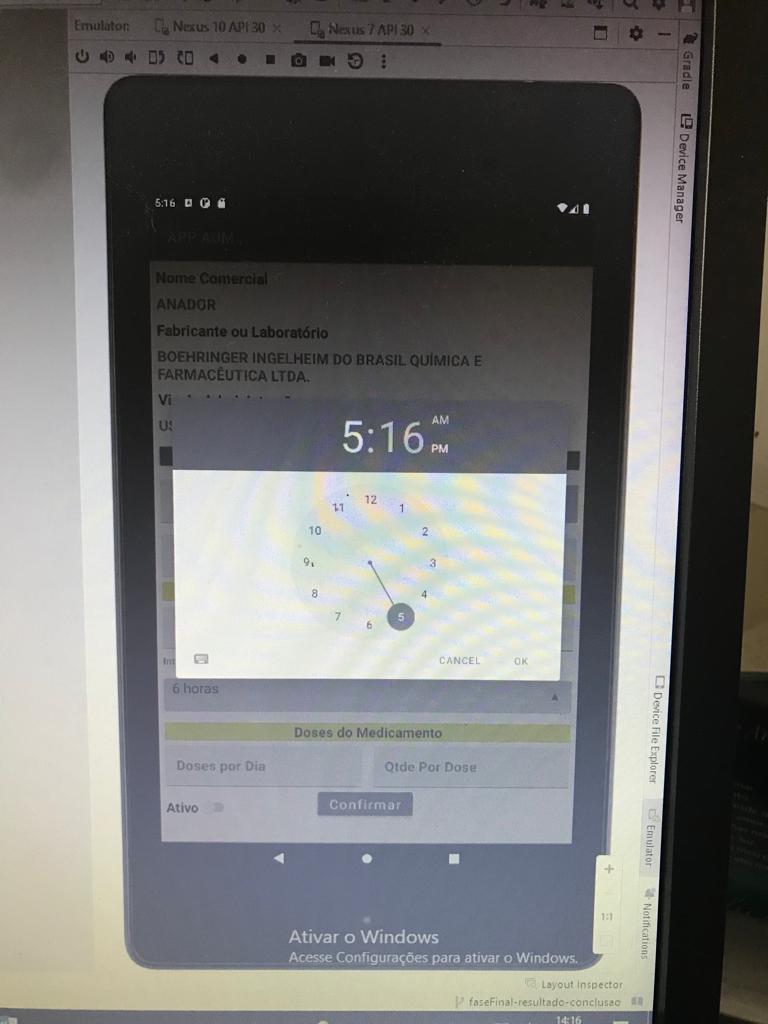 Emulator:
Nexus 10 API 30
Nexus 7 API 30
Gradle
Device Manager
5:16
APP AUM
Nome Comercial
ANADOR
Fabricante ou Laboratório
BOEHRINGER INGELHEIM DO BRASIL QUÍMICA E
FARMACÊUTICA LTDA.
5:16
AM
PM
12
1
2
3
4
5
6
7
8
9
10
11
CANCEL
OK
6 horas
Doses do Medicamento
Doses por Dia
Qtde Por Dose
Ativo
Confirmar
Device File Explorer
Emulator
Notifications
1:1
Ativar o Windows
Acesse Configurações para ativar o Windows.
Layout Inspector
faseFinal-resultado-conclusao
14:16